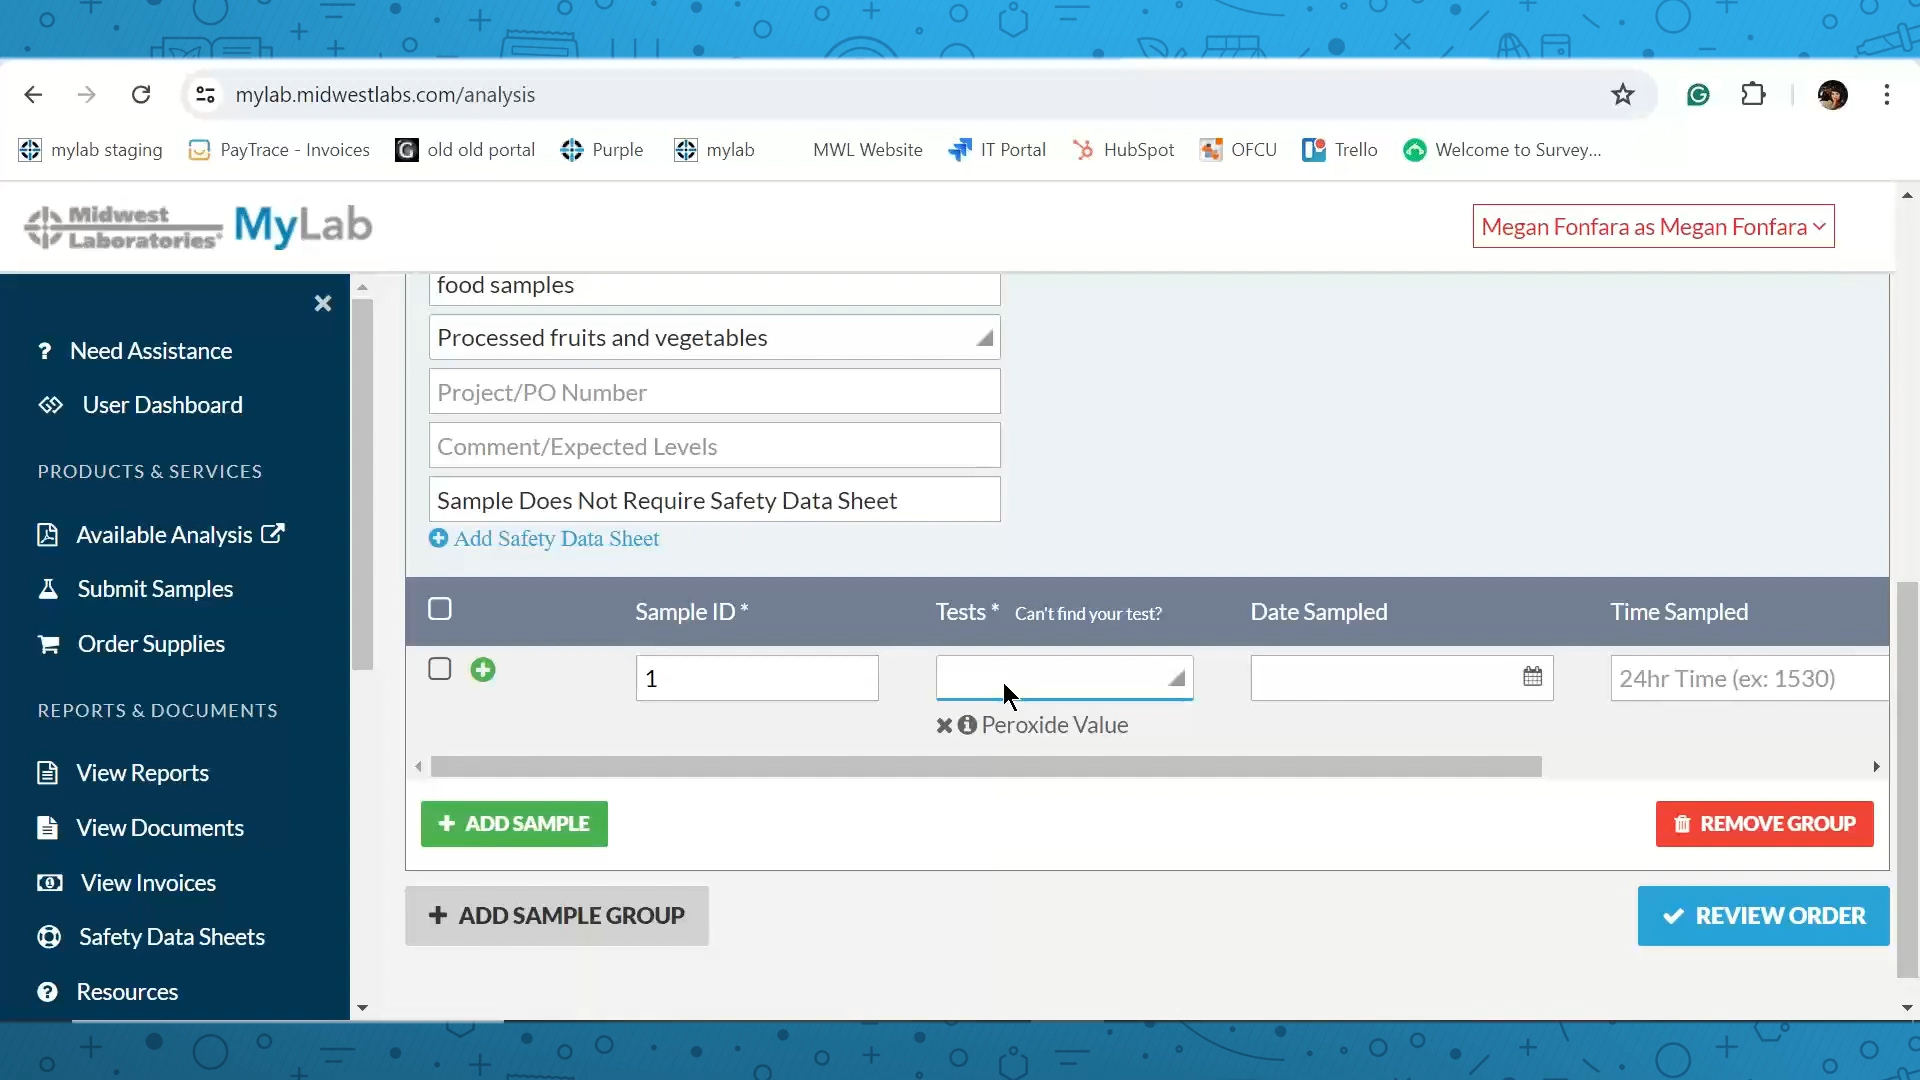 mylab.midwestlabs.com/analysis
mylab staging
PayTrace - Invoices
old old portal
Purple
mylab
MWL Website
IT Portal
HubSpot
OFCU
Trello
Welcome to Survey...
Midwest
Laboratories
MyLab
Megan Fonfara as Megan Fonfara
Need Assistance
User Dashboard
PRODUCTS & SERVICES
Available Analysis
Submit Samples
Order Supplies
REPORTS & DOCUMENTS
View Reports
View Documents
View Invoices
Safety Data Sheets
Resources
food samples
Processed fruits and vegetables
Project/PO Number
Comment/Expected Levels
Sample Does Not Require Safety Data Sheet
Add Safety Data Sheet
Sample ID *
Tests * Can't find your test?
Date Sampled
Time Sampled
1
24hr Time (ex: 1530)
Peroxide Value
+ ADD SAMPLE
REMOVE GROUP
+ ADD SAMPLE GROUP
REVIEW ORDER